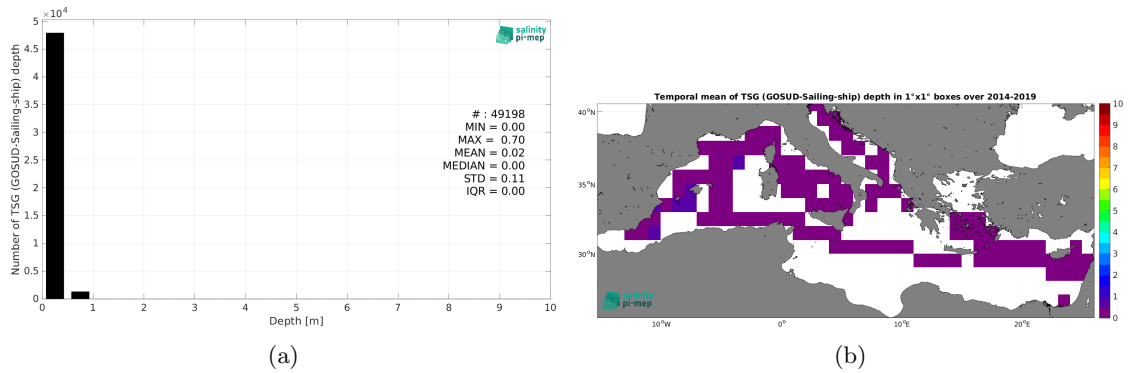 ×10⁴
5
4.5
4
3.5
3
2.5
2
1.5
1
0.5
0
Number of TSG (GOSUD-Sailing-ship) depth
salinity
pi-mep
# : 49198
MIN = 0.00
MAX = 0.70
MEAN = 0.02
MEDIAN = 0.00
STD = 0.11
IQR = 0.00
0 1 2 3 4 5 6 7 8 9 10
Depth [m]
(a)
Temporal mean of TSG (GOSUD-Sailing-ship) depth in 1°x1° boxes over 2014-2019
40°N
35°N
30°N
salinity
pi-mep
10°W 0° 10°E 20°E
10
9
8
7
6
5
4
3
2
1
0
(b)